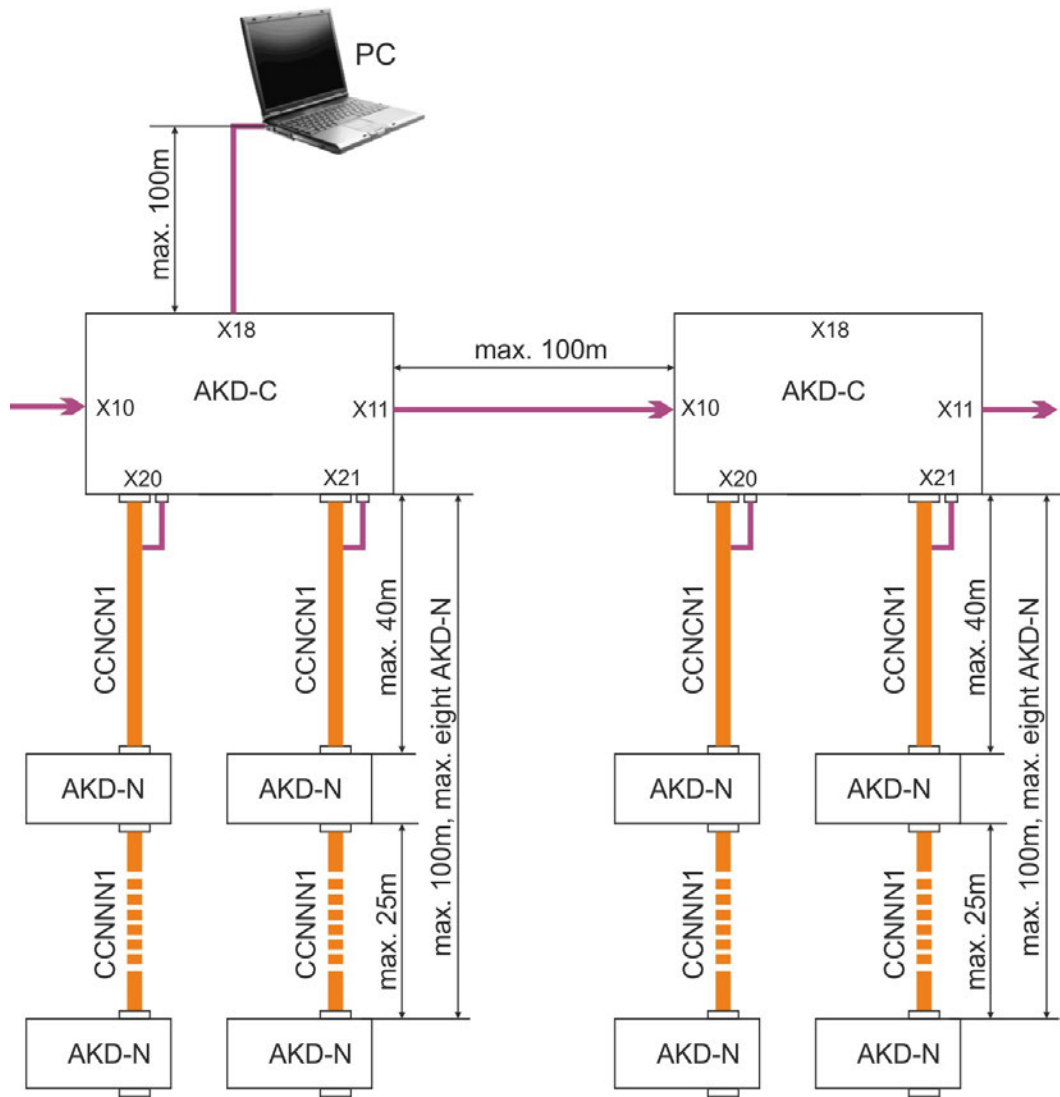 PC
max. 100m
X18
X18
max. 100m
X10
AKD-C
X11
X10
AKD-C
X11
X20
X21
X20
X21
CCNCN1
CCNCN1
max. 40m
max. 100m, max. eight AKD-N
CCNCN1
CCNCN1
max. 40m
max. 100m, max. eight AKD-N
AKD-N
AKD-N
AKD-N
AKD-N
CCNNN1
CCNNN1
max. 25m
CCNNN1
CCNNN1
max. 25m
AKD-N
AKD-N
AKD-N
AKD-N